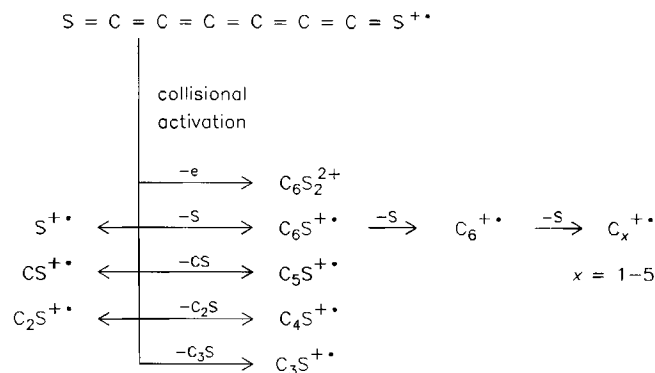 S = C = C = C = C = C = C = S⁺•
collisional
activation
–e C₆S₂²⁺
S⁺• –S C₆S⁺• –S C₆⁺• –S Cₓ⁺•
CS⁺• –CS C₅S⁺• x = 1–5
C₂S⁺• –C₂S C₄S⁺•
–C₃S C₃S⁺•